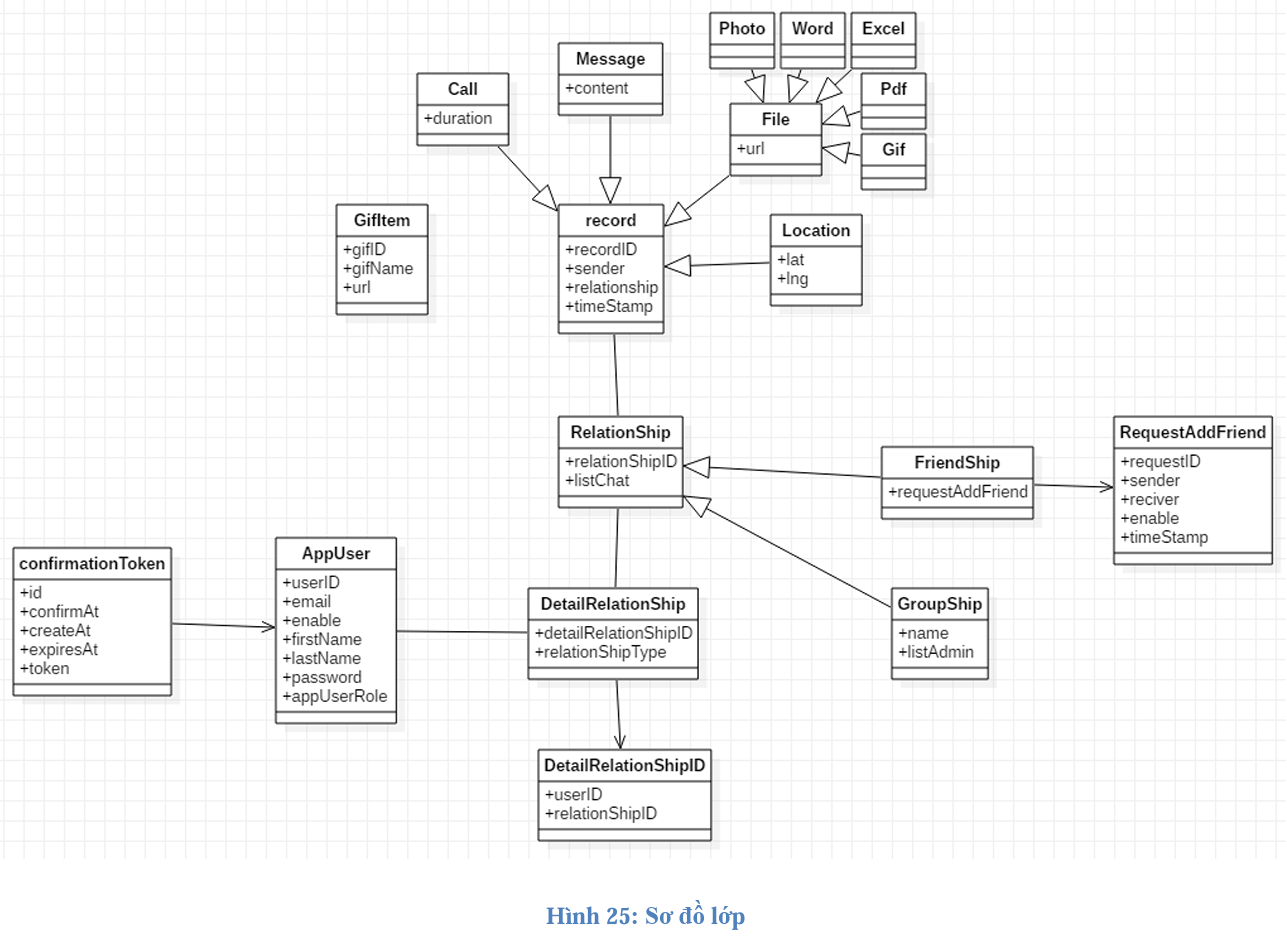 Photo
Word
Excel
Message
+content
Call
+duration
Pdf
File
+url
Gif
GifItem
+gifID
+gifName
+url
record
+recordID
+sender
+relationship
+timeStamp
Location
+lat
+lng
RelationShip
+relationShipID
+listChat
FriendShip
+requestAddFriend
RequestAddFriend
+requestID
+sender
+reciver
+enable
+timeStamp
confirmationToken
+id
+confirmAt
+createAt
+expiresAt
+token
AppUser
+userID
+email
+enable
+firstName
+lastName
+password
+appUserRole
DetailRelationShip
+detailRelationShipID
+relationShipType
GroupShip
+name
+listAdmin
DetailRelationShipID
+userID
+relationShipID
Hình 25: Sơ đồ lớp